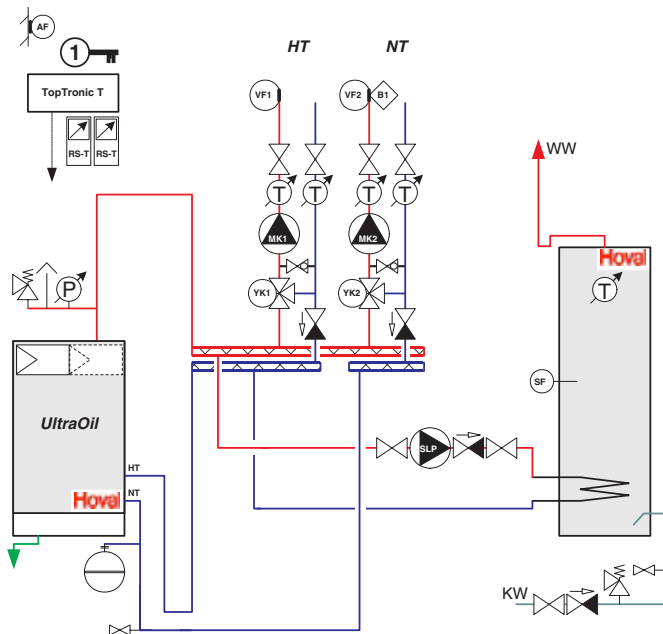 AF
HT
NT
1
TopTronic T
VF1
VF2
B1
RS-T
RS-T
WW
T
T
T
T
MK1
MK2
Hoval
P
YK1
YK2
T
UltraOil
SF
SLP
HT
Hoval
NT
KW